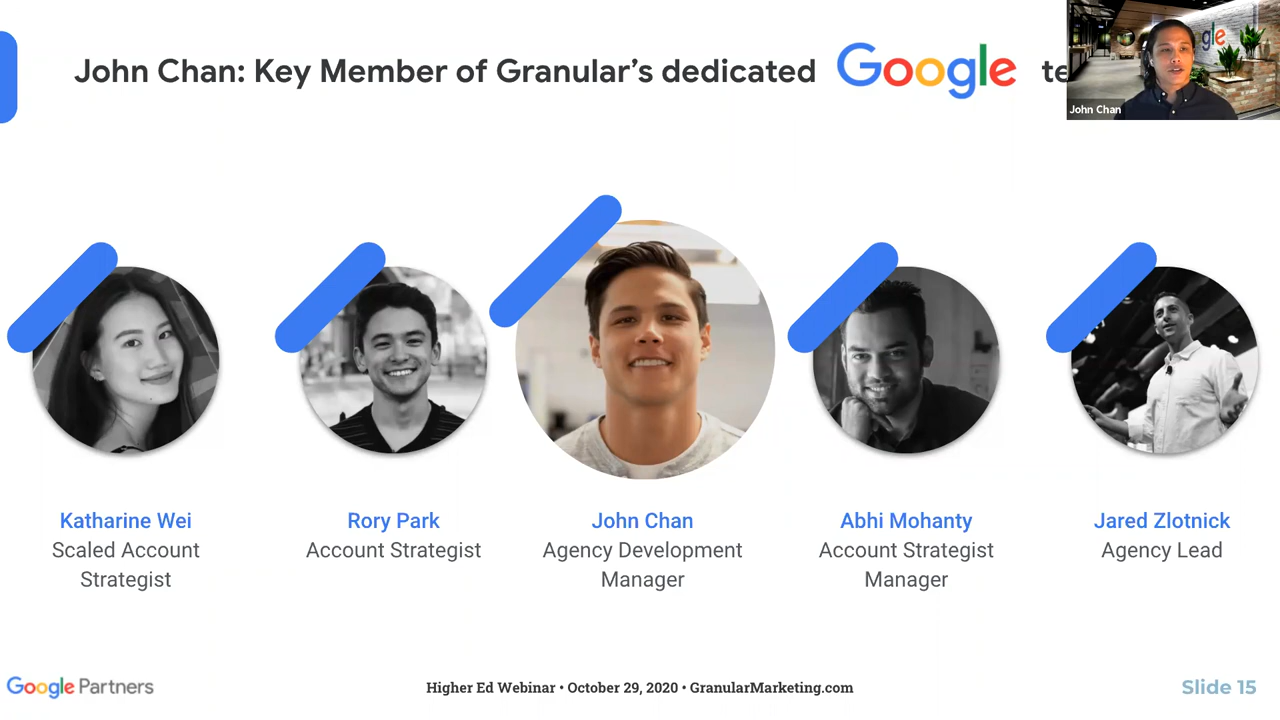 John Chan: Key Member of Granular's dedicated Google te
gle
John Chan
Katharine Wei
Scaled Account
Strategist
Rory Park
Account Strategist
John Chan
Agency Development
Manager
Abhi Mohanty
Account Strategist
Manager
Jared Zlotnick
Agency Lead
Google Partners
Higher Ed Webinar • October 29, 2020 • GranularMarketing.com
Slide 15